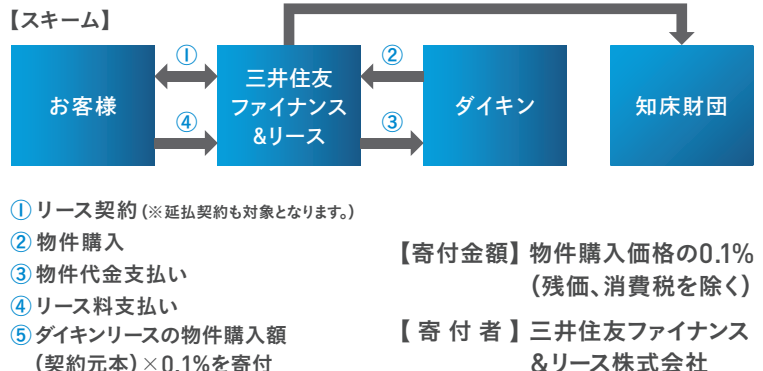 【スキーム】
① ②
お客様 三井住友 ダイキン 知床財団
ファイナンス
&リース
④ ③
① リース契約(※延払契約も対象となります。)
② 物件購入
③ 物件代金支払い
④ リース料支払い
⑤ ダイキンリースの物件購入額
(契約元本)×0.1%を寄付
【寄付金額】物件購入価格の0.1%
(残価、消費税を除く)
【寄付者】三井住友ファイナンス
&リース株式会社